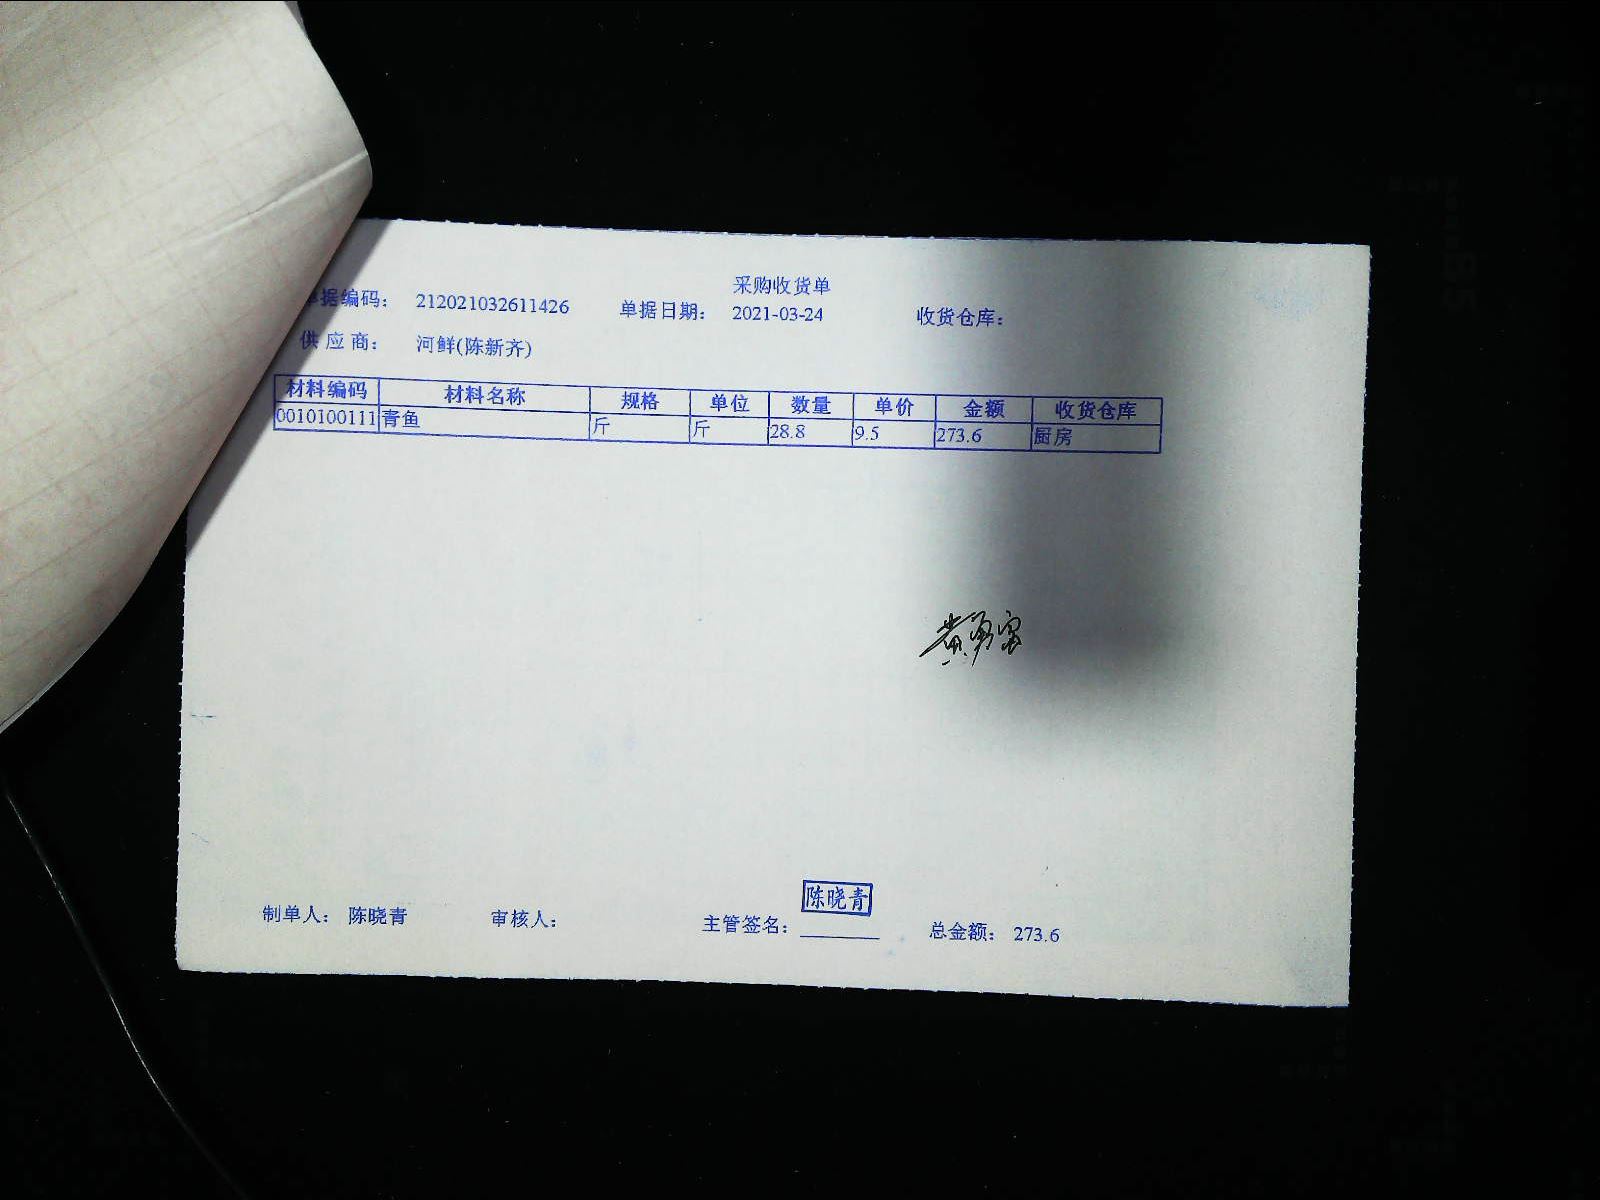 采购收货单
单据编码: 212021032611426 单据日期: 2021-03-24 收货仓库:
供应商: 河鲜(陈新齐)
材料编码 材料名称 规格 单位 数量 单价 金额 收货仓库
0010100111 青鱼 斤 斤 28.8 9.5 273.6 厨房
黄勇富
陈晓青
制单人: 陈晓青 审核人: 主管签名: 总金额: 273.6